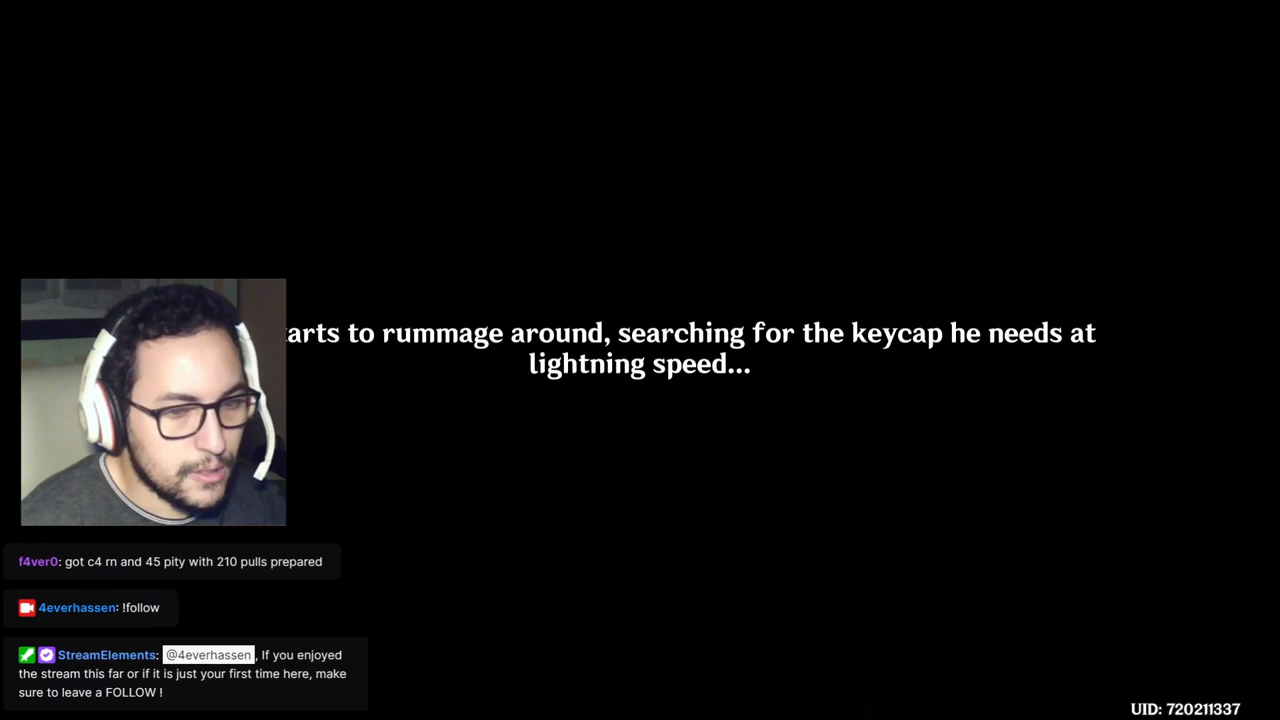 arts to rummage around, searching for the keycap he needs at
lightning speed...
f4ver0: got c4 rn and 45 pity with 210 pulls prepared
4everhassen: !follow
StreamElements: @4everhassen, If you enjoyed
the stream this far or if it is just your first time here, make
sure to leave a FOLLOW !
UID: 720211337